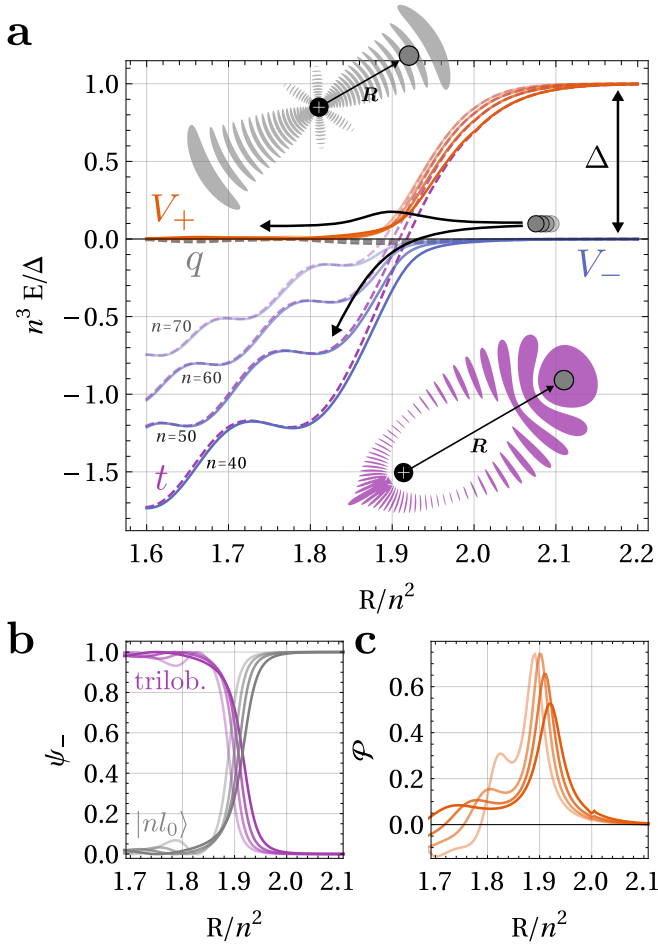 a
R
1.0
V₊
Δ
0.5
0.0
q
V₋
n³ E/Δ
−0.5
n=70
n=60
−1.0
n=50
R
−1.5
t
n=40
1.6 1.7 1.8 1.9 2.0 2.1 2.2
R/n²
b
c
1.0
trilob.
0.8
0.6
ψ₋
0.4
|nl₀⟩
0.2
0.0
1.7 1.8 1.9 2.0 2.1
R/n²
0.6
𝒫
0.4
0.2
0.0
1.7 1.8 1.9 2.0 2.1
R/n²